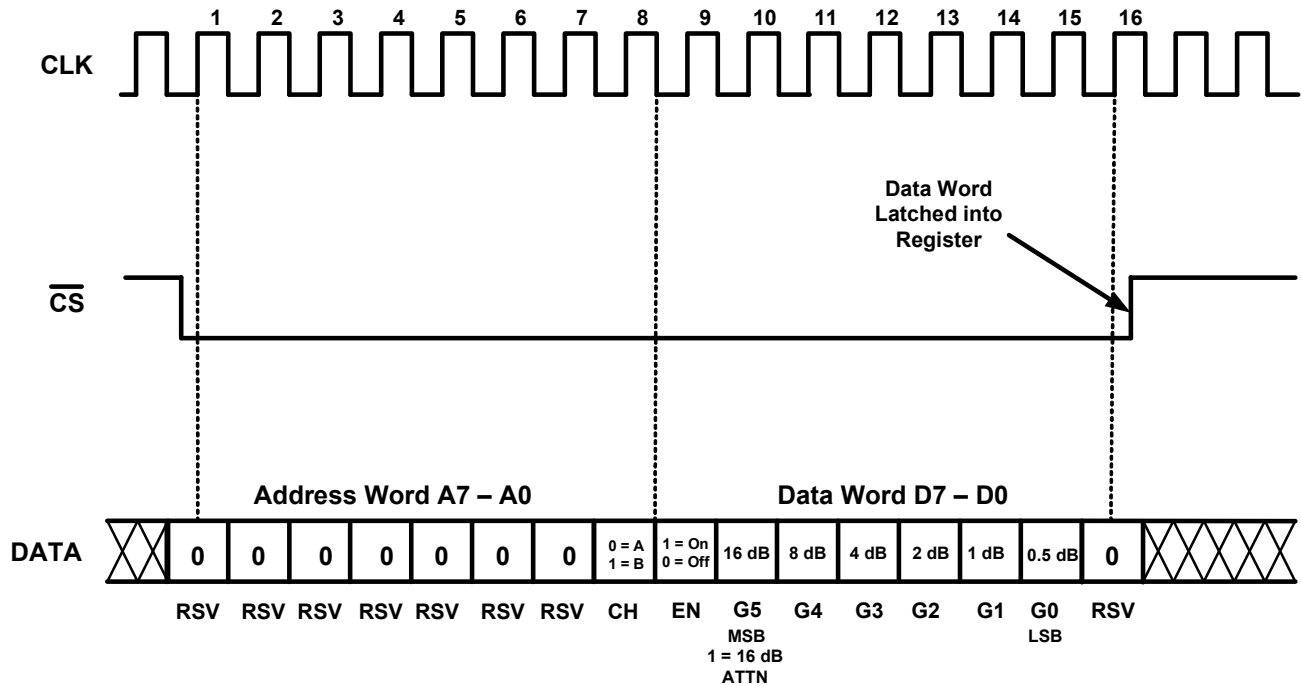 1 2 3 4 5 6 7 8 9 10 11 12 13 14 15 16
CLK
Data Word
Latched into
Register
CS
Address Word A7 – A0
Data Word D7 – D0
DATA
0 0 0 0 0 0 0
0 = A
1 = B
1 = On
0 = Off
16 dB 8 dB 4 dB 2 dB 1 dB 0.5 dB 0
RSV RSV RSV RSV RSV RSV RSV CH EN G5 G4 G3 G2 G1 G0 RSV
MSB
1 = 16 dB
ATTN
LSB